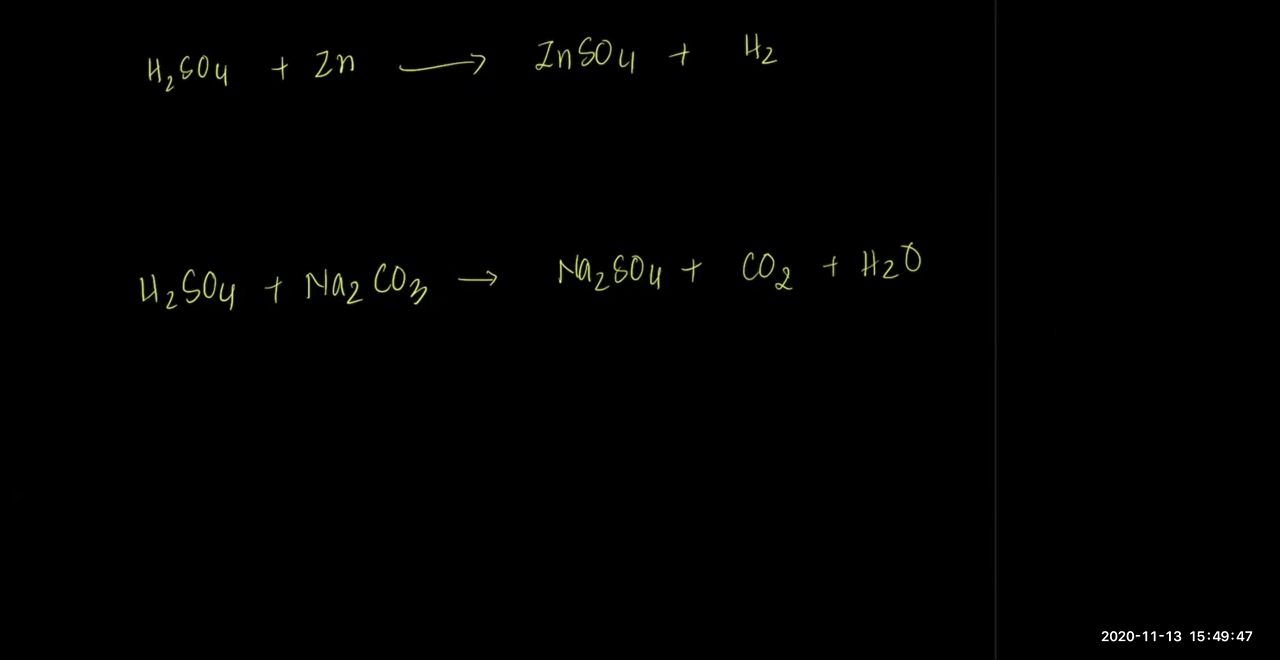 H₂SO₄ + Zn ⟶ ZnSO₄ + H₂
H₂SO₄ + Na₂CO₃ → Na₂SO₄ + CO₂ + H₂O
2020-11-13 15:49:47